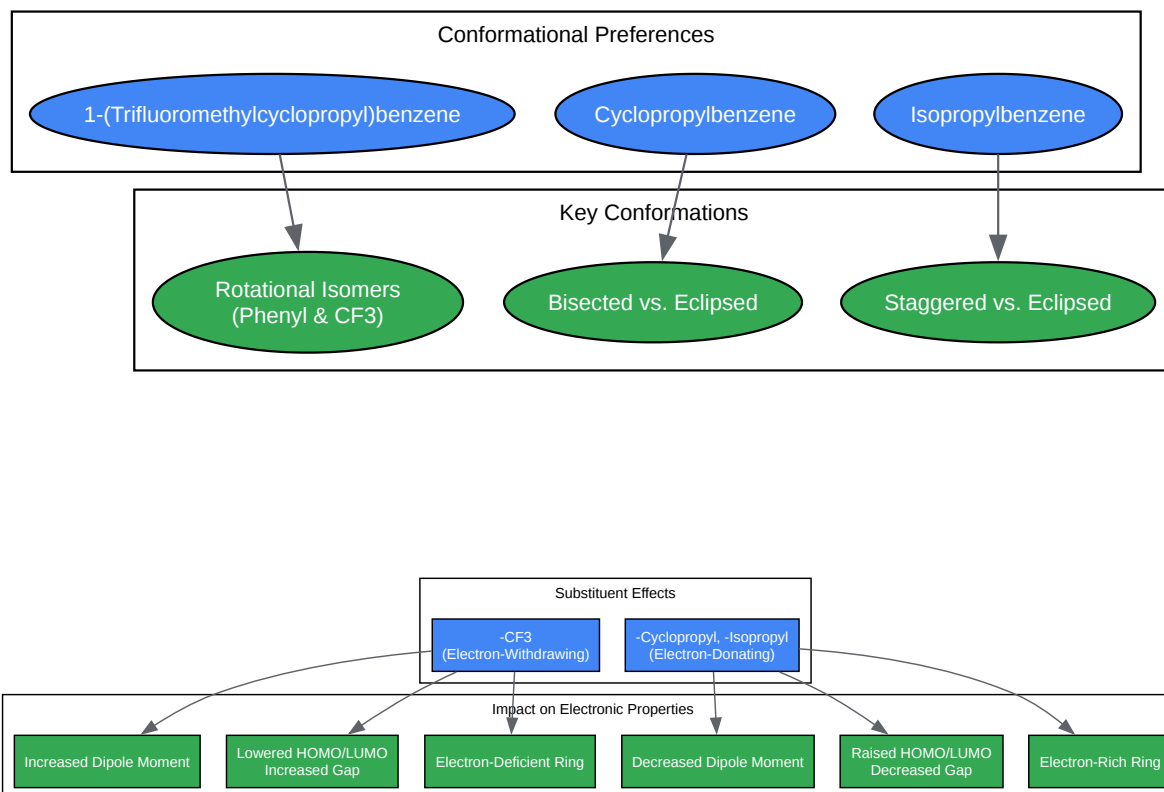 Conformational Preferences
1-(Trifluoromethylcyclopropyl)benzene
Cyclopropylbenzene
Isopropylbenzene
Key Conformations
Rotational Isomers
(Phenyl & CF3)
Bisected vs. Eclipsed
Staggered vs. Eclipsed
Substituent Effects
-CF3
(Electron-Withdrawing)
-Cyclopropyl, -Isopropyl
(Electron-Donating)
Impact on Electronic Properties
Increased Dipole Moment
Lowered HOMO/LUMO
Increased Gap
Electron-Deficient Ring
Decreased Dipole Moment
Raised HOMO/LUMO
Decreased Gap
Electron-Rich Ring